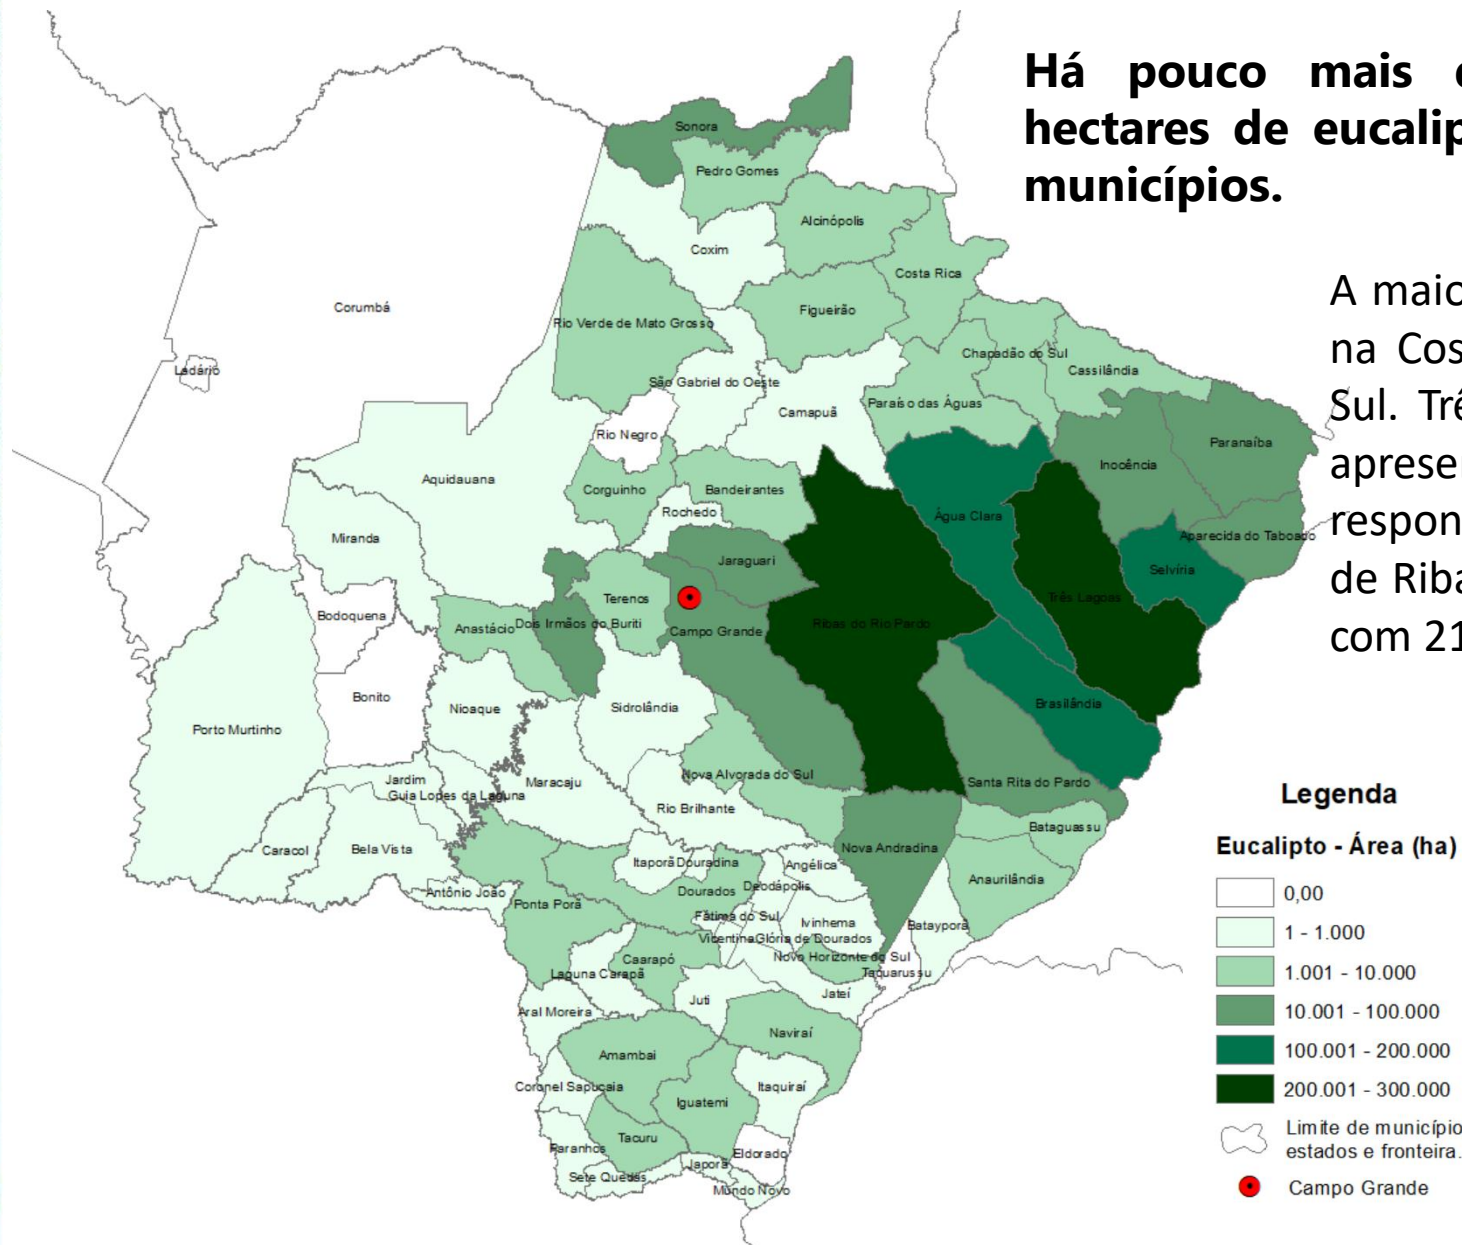 Há pouco mais
hectares de eucalip
municípios.
A maio
na Cos
Sul. Trê
apresen
respon
de Riba
com 21
Sonora
Pedro Gomes
Alcinópolis
Coxim
Costa Rica
Corumbá
Figueirão
Rio Verde de Mato Grosso
Chapadão do Sul
Cassilândia
Ladário
São Gabriel do Oeste
Paraíso das Águas
Camapuã
Rio Negro
Paranaíba
Inocência
Aquidauana
Corguinho
Bandeirantes
Rochedo
Água Clara
Aparecida do Taboado
Miranda
Jaraguari
Selvíria
Terenos
Três Lagoas
Bodoquena
Anastácio
Dois Irmãos do Buriti
Campo Grande
Ribas do Rio Pardo
Bonito
Nioaque
Sidrolândia
Brasilândia
Porto Murtinho
Jardim
Guia Lopes da Laguna
Maracaju
Nova Alvorada do Sul
Santa Rita do Pardo
Rio Brilhante
Bataguassu
Caracol
Bela Vista
Itaporã
Douradina
Angélica
Nova Andradina
Antônio João
Dourados
Deodápolis
Anaurilândia
Ponta Porã
Fátima do Sul
Ivinhema
Batayporã
Vicentina
Glória de Dourados
Novo Horizonte do Sul
Taquarussu
Caarapó
Laguna Carapã
Jateí
Juti
Aral Moreira
Naviraí
Amambai
Coronel Sapucaia
Itaquiraí
Iguatemi
Tacuru
Paranhos
Eldorado
Japorã
Sete Quedas
Mundo Novo
Legenda
Eucalipto - Área (ha)
0,00
1 - 1.000
1.001 - 10.000
10.001 - 100.000
100.001 - 200.000
200.001 - 300.000
Limite de município
estados e fronteira.
Campo Grande